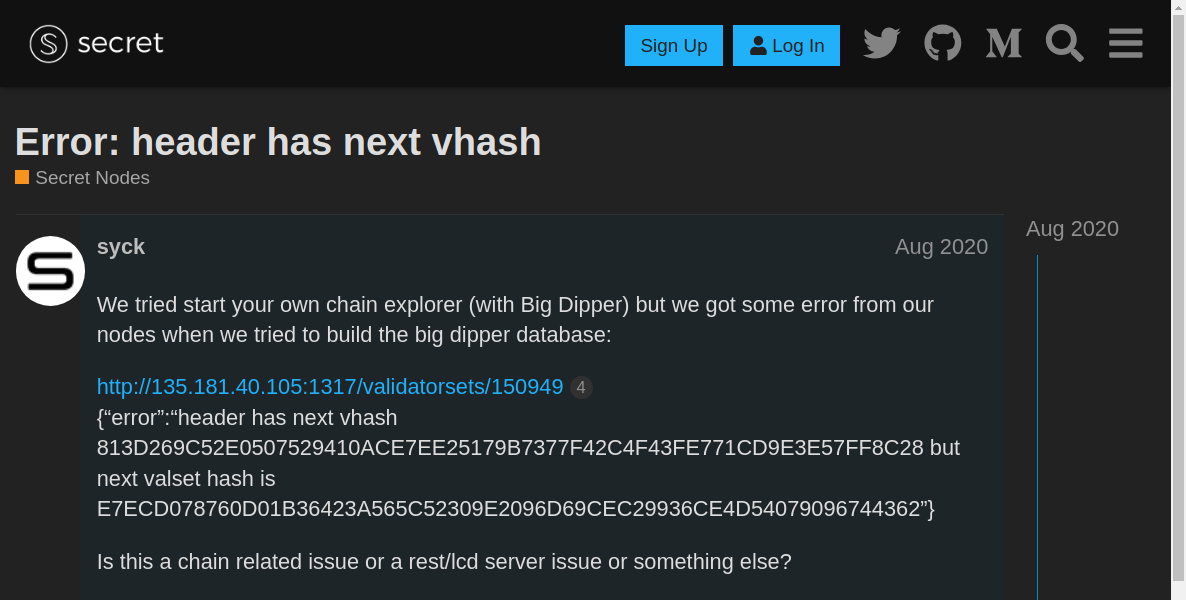 secret
Sign Up
Log In
Error: header has next vhash
Secret Nodes
syck
Aug 2020
Aug 2020
We tried start your own chain explorer (with Big Dipper) but we got some error from our
nodes when we tried to build the big dipper database:
http://135.181.40.105:1317/validatorsets/150949 4
{“error”:“header has next vhash
813D269C52E0507529410ACE7EE25179B7377F42C4F43FE771CD9E3E57FF8C28 but
next valset hash is
E7ECD078760D01B36423A565C52309E2096D69CEC29936CE4D54079096744362”}
Is this a chain related issue or a rest/lcd server issue or something else?